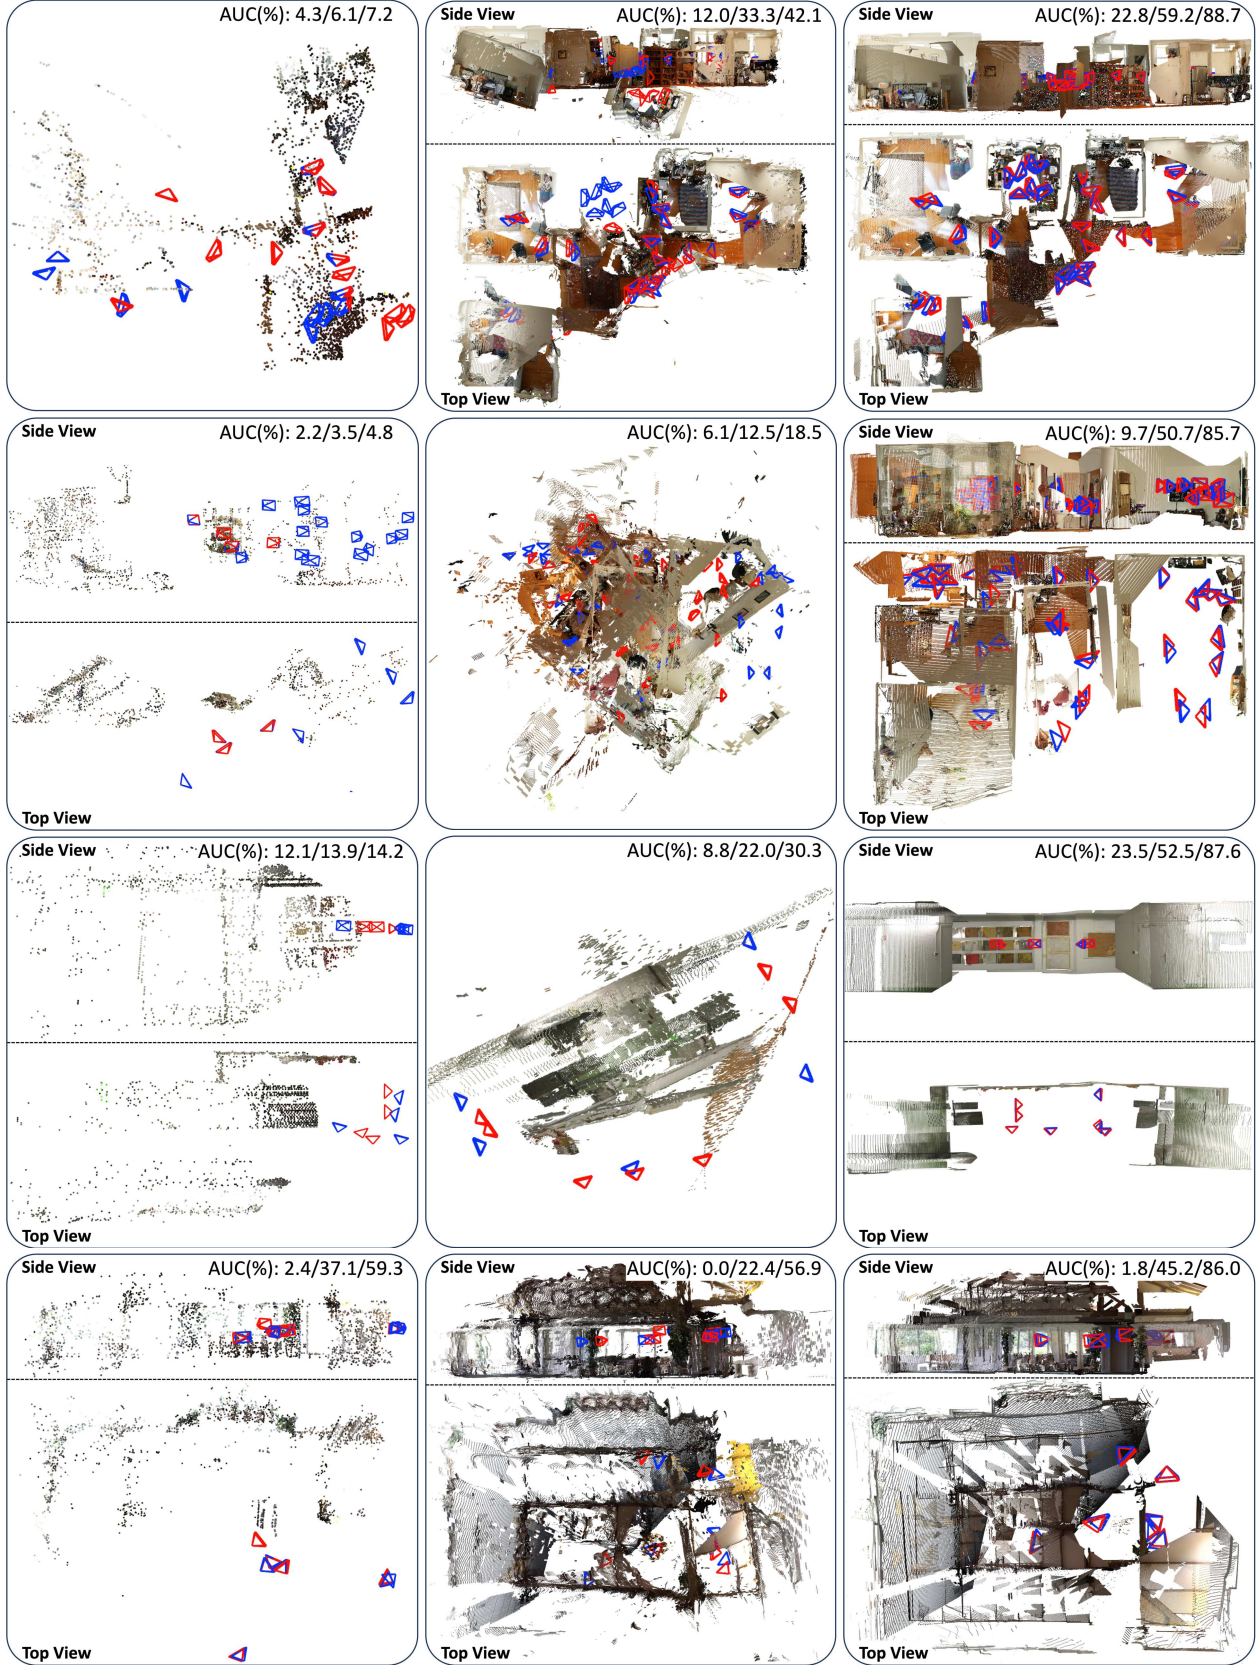 AUC(%): 4.3/6.1/7.2
Side View
AUC(%): 12.0/33.3/42.1
Top View
Side View
AUC(%): 22.8/59.2/88.7
Top View
Side View
AUC(%): 2.2/3.5/4.8
Top View
AUC(%): 6.1/12.5/18.5
Side View
AUC(%): 9.7/50.7/85.7
Top View
Side View
AUC(%): 12.1/13.9/14.2
Top View
AUC(%): 8.8/22.0/30.3
Side View
AUC(%): 23.5/52.5/87.6
Top View
Side View
AUC(%): 2.4/37.1/59.3
Top View
Side View
AUC(%): 0.0/22.4/56.9
Top View
Side View
AUC(%): 1.8/45.2/86.0
Top View